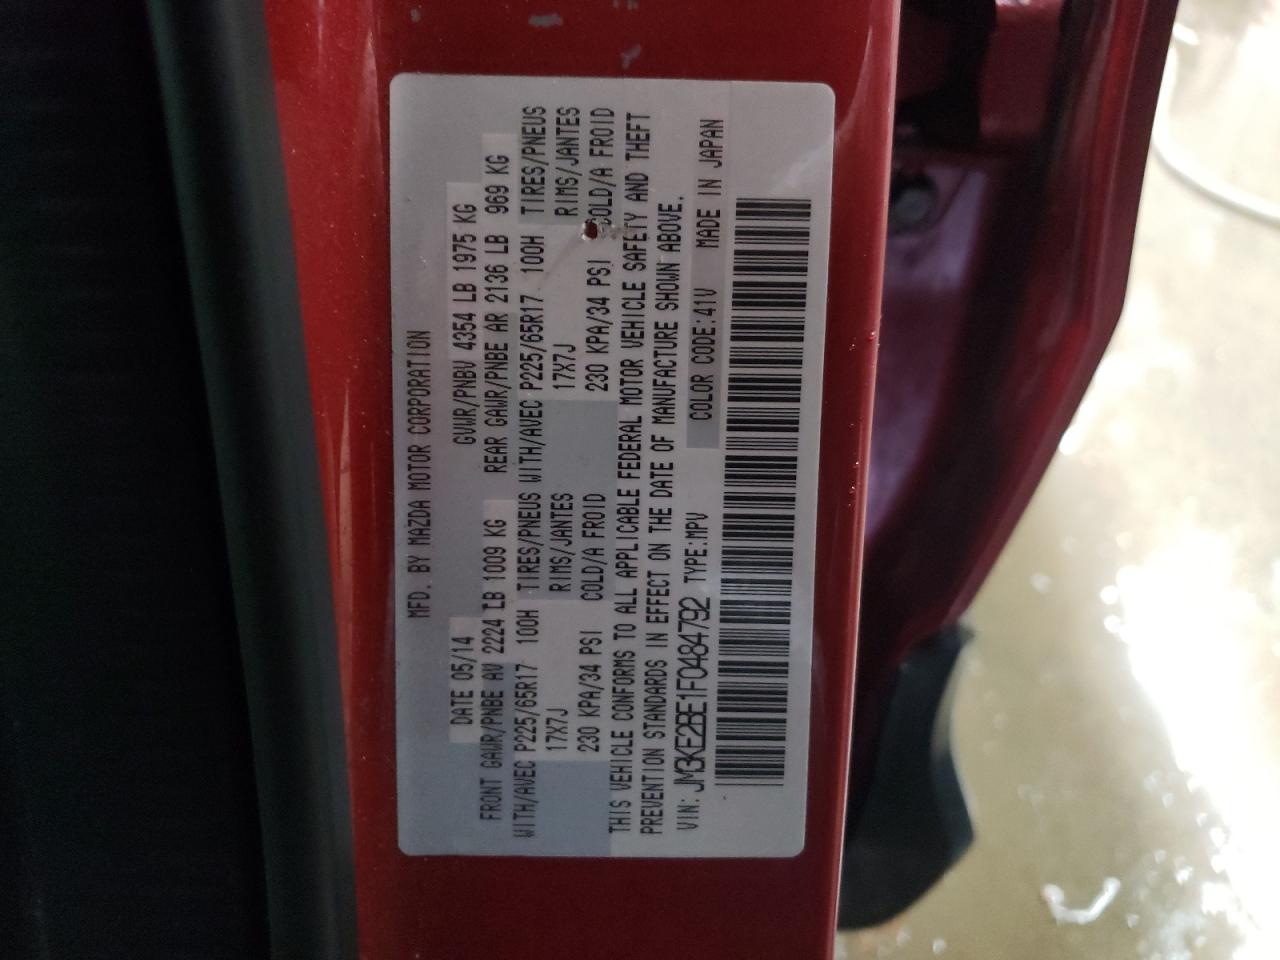 MFD. BY MAZDA MOTOR CORPORATION
DATE 05/14 GVWR/PNBV 4354 LB 1975 KG
FRONT GAWR/PNBE AV 2224 LB 1009 KG REAR GAWR/PNBE AR 2136 LB 969 KG
WITH/AVEC P225/65R17 100H TIRES/PNEUS WITH/AVEC P225/65R17 100H TIRES/PNEUS
17X7J RIMS/JANTES 17X7J RIMS/JANTES
230 KPA/34 PSI COLD/A FROID 230 KPA/34 PSI COLD/A FROID
THIS VEHICLE CONFORMS TO ALL APPLICABLE FEDERAL MOTOR VEHICLE SAFETY AND THEFT
PREVENTION STANDARDS IN EFFECT ON THE DATE OF MANUFACTURE SHOWN ABOVE.
VIN: JM3KE2BE1F0484792 TYPE:MPV COLOR CODE:41V MADE IN JAPAN